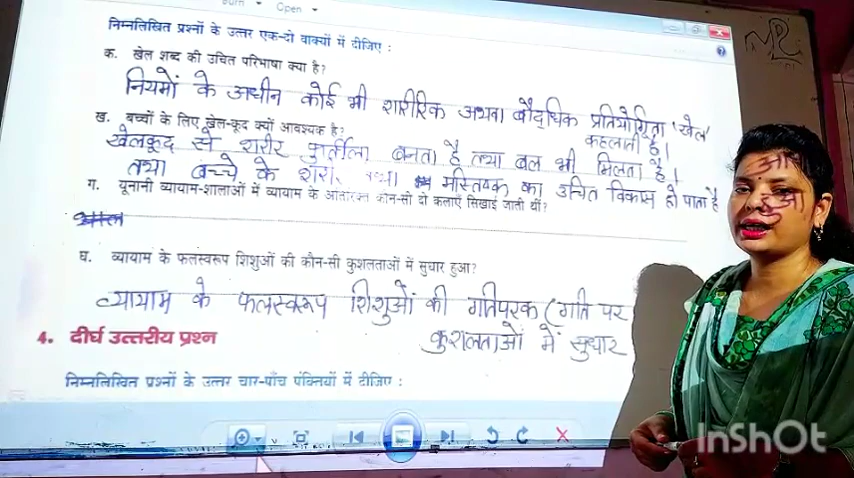 Burn Open
निम्नलिखित प्रश्नों के उत्तर एक-दो वाक्यों में दीजिए :
क. खेल शब्द की उचित परिभाषा क्या है?
नियमों के अधीन कोई भी शारीरिक अथवा बौद्धिक प्रतियोगिता 'खेल'
कहलाती है।
ख. बच्चों के लिए खेल-कूद क्यों आवश्यक है?
खेलकूद से शरीर फुर्तीला बनता है तथा बल भी मिलता है।
तथा बच्चे के शरीर तथा मस्तिष्क का उचित विकास हो पाता है
ग. यूनानी व्यायाम-शालाओं में व्यायाम के अतिरिक्त कौन-सी दो कलाएँ सिखाई जाती थीं?
घ. व्यायाम के फलस्वरूप शिशुओं की कौन-सी कुशलताओं में सुधार हुआ?
व्यायाम के फलस्वरूप शिशुओं की गतिपरक (गति पर
कुशलताओं में सुधार
4. दीर्घ उत्तरीय प्रश्न
निम्नलिखित प्रश्नों के उत्तर चार-पाँच पंक्तियों में दीजिए :
InShOt